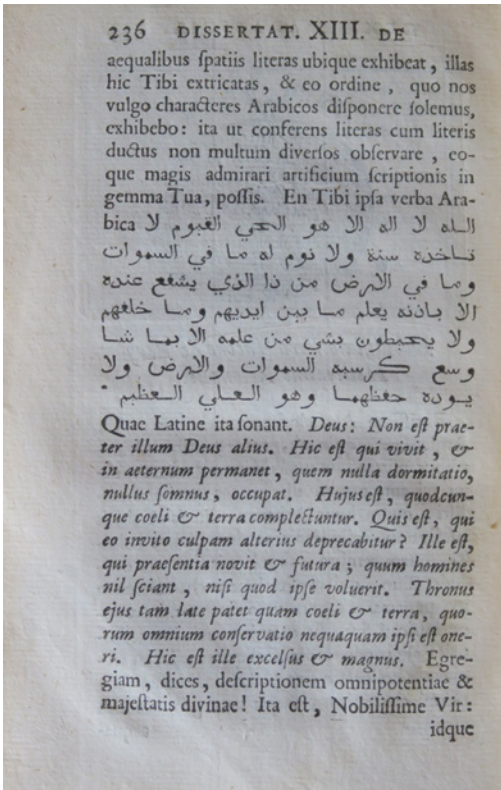 236 DISSERTAT. XIII. DE
aequalibus ſpatiis literas ubique exhibeat, illas
hic Tibi extricatas, & eo ordine, quo nos
vulgo characteres Arabicos diſponere ſolemus,
exhibebo: ita ut conferens literas cum literis
ductus non multum diverſos obſervare, eo-
que magis admirari artificium ſcriptionis in
gemma Tua, poſſis. En Tibi ipſa verba Ara-
bica الـلـه لا اله الا هو الحي القيوم لا
تـاخذه سنة ولا نوم له ما في السموات
وما في الارض من ذا الذي يشفع عنده
الا باذنه يعلم مـا بين ايديهم ومـا خلفهم
ولا يحيطون بشي من علمه الا بمـا شـا
وسع كرسيه السموات والارض ولا
يوده حفظهمـا وهو العـلي العظيم *
Quae Latine ita ſonant. Deus: Non eſt prae-
ter illum Deus alius. Hic eſt qui vivit, &
in aeternum permanet, quem nulla dormitatio,
nullus ſomnus, occupat. Hujus eſt, quodcun-
que coeli & terra complectuntur. Quis eſt, qui
eo invito culpam alterius deprecabitur? Ille eſt,
qui praeſentia novit & futura; quum homines
nil ſciant, niſi quod ipſe voluerit. Thronus
ejus tam late patet quam coeli & terra, quo-
rum omnium conſervatio nequaquam ipſi eſt one-
ri. Hic eſt ille excelſus & magnus. Egre-
giam, dices, deſcriptionem omnipotentiae &
majeſtatis divinae! Ita eſt, Nobiliſſime Vir:
idque